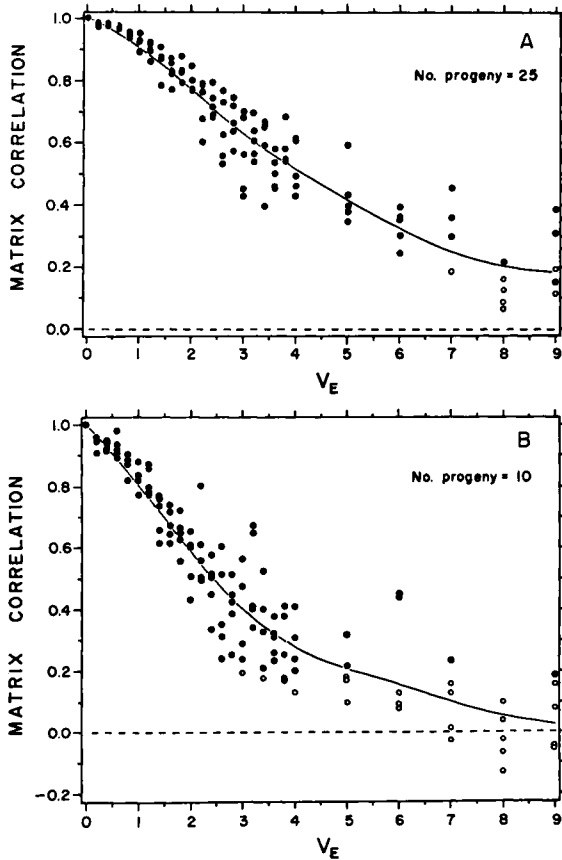 A
No. progeny = 25
MATRIX CORRELATION
1.0
0.8
0.6
0.4
0.2
0.0
0 1 2 3 4 5 6 7 8 9
V_E
B
No. progeny = 10
MATRIX CORRELATION
1.0
0.8
0.6
0.4
0.2
0.0
-0.2
0 1 2 3 4 5 6 7 8 9
V_E